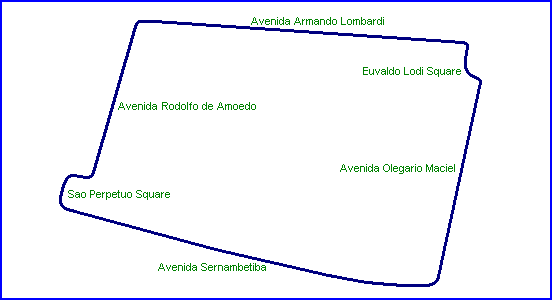 Avenida Armando Lombardi
Euvaldo Lodi Square
Avenida Rodolfo de Amoedo
Avenida Olegario Maciel
Sao Perpetuo Square
Avenida Sernambetiba